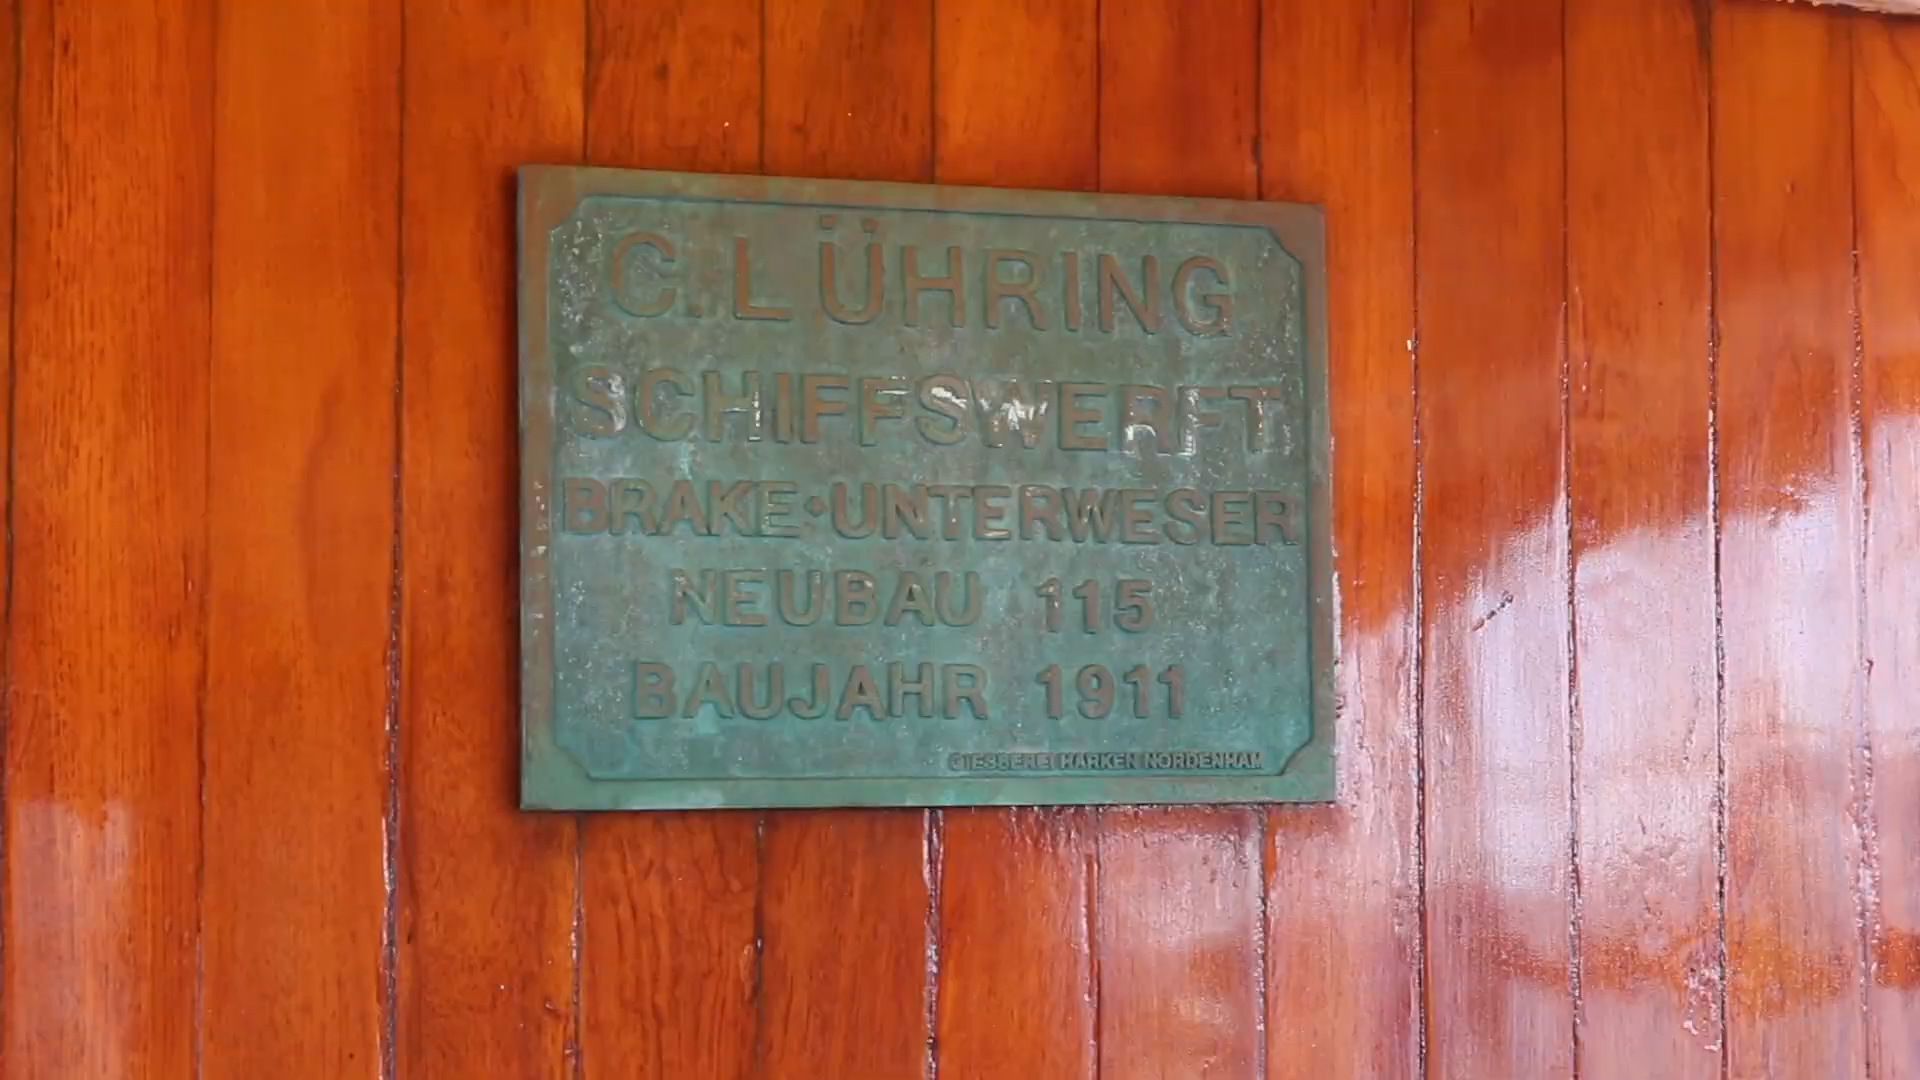 C. LÜHRING
SCHIFFSWERFT
BRAKE·UNTERWESER
NEUBAU 115
BAUJAHR 1911
GIESSEREI HARKEN NORDENHAM